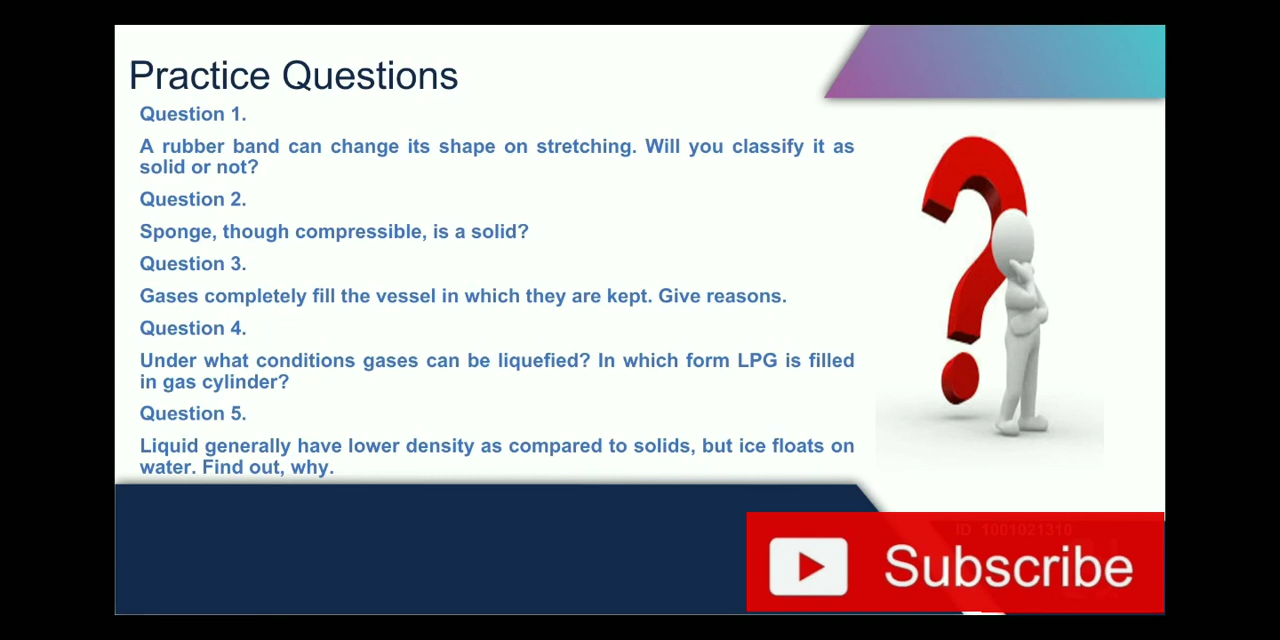 Practice Questions
Question 1.
A rubber band can change its shape on stretching. Will you classify it as
solid or not?
Question 2.
Sponge, though compressible, is a solid?
Question 3.
Gases completely fill the vessel in which they are kept. Give reasons.
Question 4.
Under what conditions gases can be liquefied? In which form LPG is filled
in gas cylinder?
Question 5.
Liquid generally have lower density as compared to solids, but ice floats on
water. Find out, why.
ID 1001021310
Subscribe